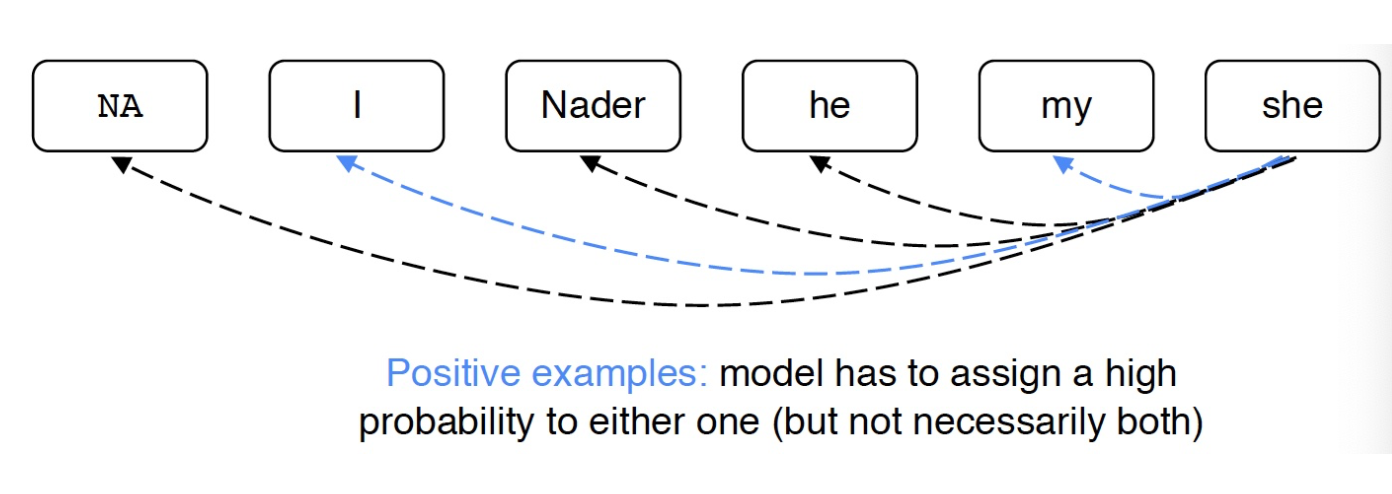 NA I Nader he my she
Positive examples: model has to assign a high
probability to either one (but not necessarily both)